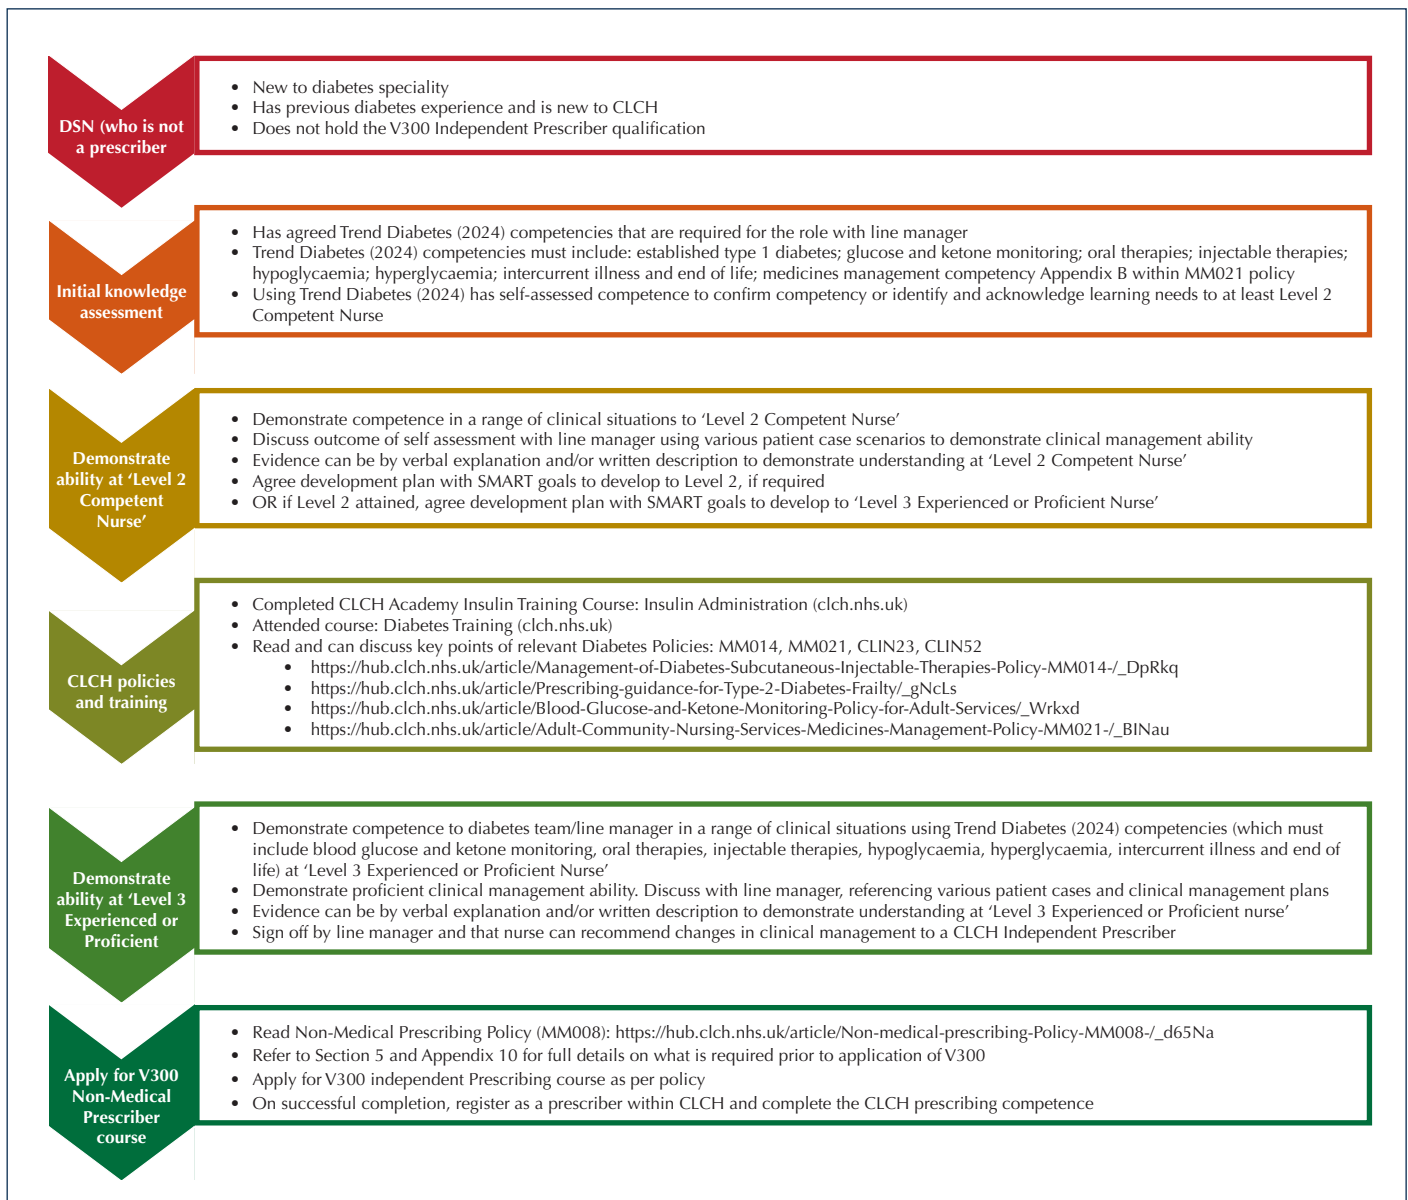 DSN (who is not
a prescriber
• New to diabetes speciality
• Has previous diabetes experience and is new to CLCH
• Does not hold the V300 Independent Prescriber qualification
Initial knowledge
assessment
• Has agreed Trend Diabetes (2024) competencies that are required for the role with line manager
• Trend Diabetes (2024) competencies must include: established type 1 diabetes; glucose and ketone monitoring; oral therapies; injectable therapies;
hypoglycaemia; hyperglycaemia; intercurrent illness and end of life; medicines management competency Appendix B within MM021 policy
• Using Trend Diabetes (2024) has self-assessed competence to confirm competency or identify and acknowledge learning needs to at least Level 2
Competent Nurse
Demonstrate
ability at ‘Level 2
Competent
Nurse’
• Demonstrate competence in a range of clinical situations to ‘Level 2 Competent Nurse’
• Discuss outcome of self assessment with line manager using various patient case scenarios to demonstrate clinical management ability
• Evidence can be by verbal explanation and/or written description to demonstrate understanding at ‘Level 2 Competent Nurse’
• Agree development plan with SMART goals to develop to Level 2, if required
• OR if Level 2 attained, agree development plan with SMART goals to develop to ‘Level 3 Experienced or Proficient Nurse’
CLCH policies
and training
• Completed CLCH Academy Insulin Training Course: Insulin Administration (clch.nhs.uk)
• Attended course: Diabetes Training (clch.nhs.uk)
• Read and can discuss key points of relevant Diabetes Policies: MM014, MM021, CLIN23, CLIN52
• https://hub.clch.nhs.uk/article/Management-of-Diabetes-Subcutaneous-Injectable-Therapies-Policy-MM014-/_DpRkq
• https://hub.clch.nhs.uk/article/Prescribing-guidance-for-Type-2-Diabetes-Frailty/_gNcLs
• https://hub.clch.nhs.uk/article/Blood-Glucose-and-Ketone-Monitoring-Policy-for-Adult-Services/_Wrkxd
• https://hub.clch.nhs.uk/article/Adult-Community-Nursing-Services-Medicines-Management-Policy-MM021-/_BINau
Demonstrate
ability at ‘Level 3
Experienced or
Proficient
• Demonstrate competence to diabetes team/line manager in a range of clinical situations using Trend Diabetes (2024) competencies (which must
include blood glucose and ketone monitoring, oral therapies, injectable therapies, hypoglycaemia, hyperglycaemia, intercurrent illness and end of
life) at ‘Level 3 Experienced or Proficient Nurse’
• Demonstrate proficient clinical management ability. Discuss with line manager, referencing various patient cases and clinical management plans
• Evidence can be by verbal explanation and/or written description to demonstrate understanding at ‘Level 3 Experienced or Proficient nurse’
• Sign off by line manager and that nurse can recommend changes in clinical management to a CLCH Independent Prescriber
Apply for V300
Non-Medical
Prescriber
course
• Read Non-Medical Prescribing Policy (MM008): https://hub.clch.nhs.uk/article/Non-medical-prescribing-Policy-MM008-/_d65Na
• Refer to Section 5 and Appendix 10 for full details on what is required prior to application of V300
• Apply for V300 independent Prescribing course as per policy
• On successful completion, register as a prescriber within CLCH and complete the CLCH prescribing competence